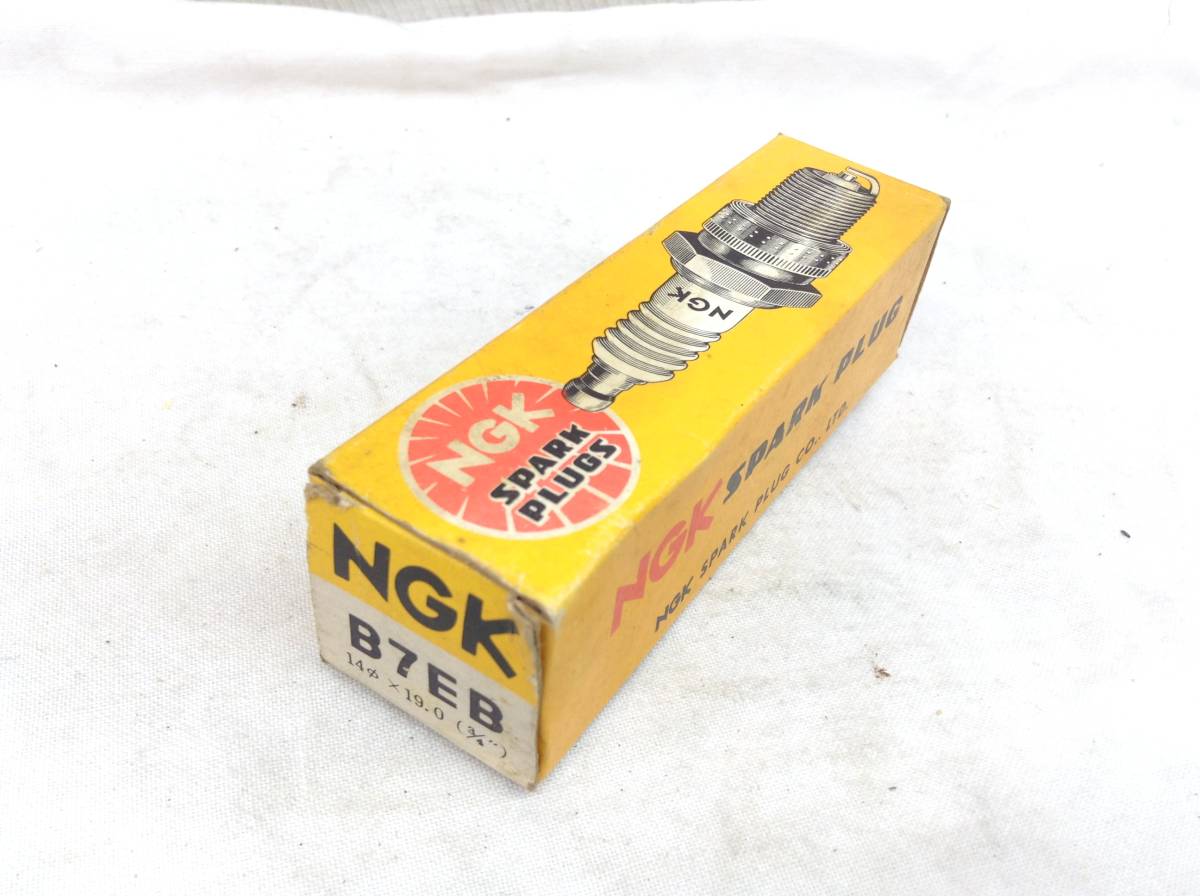 NGK
NGK
SPARK
PLUGS
NGK SPARK PLUG
NGK SPARK PLUG CO., LTD.
NGK
B7EB
14φ × 19.0 (3/4")